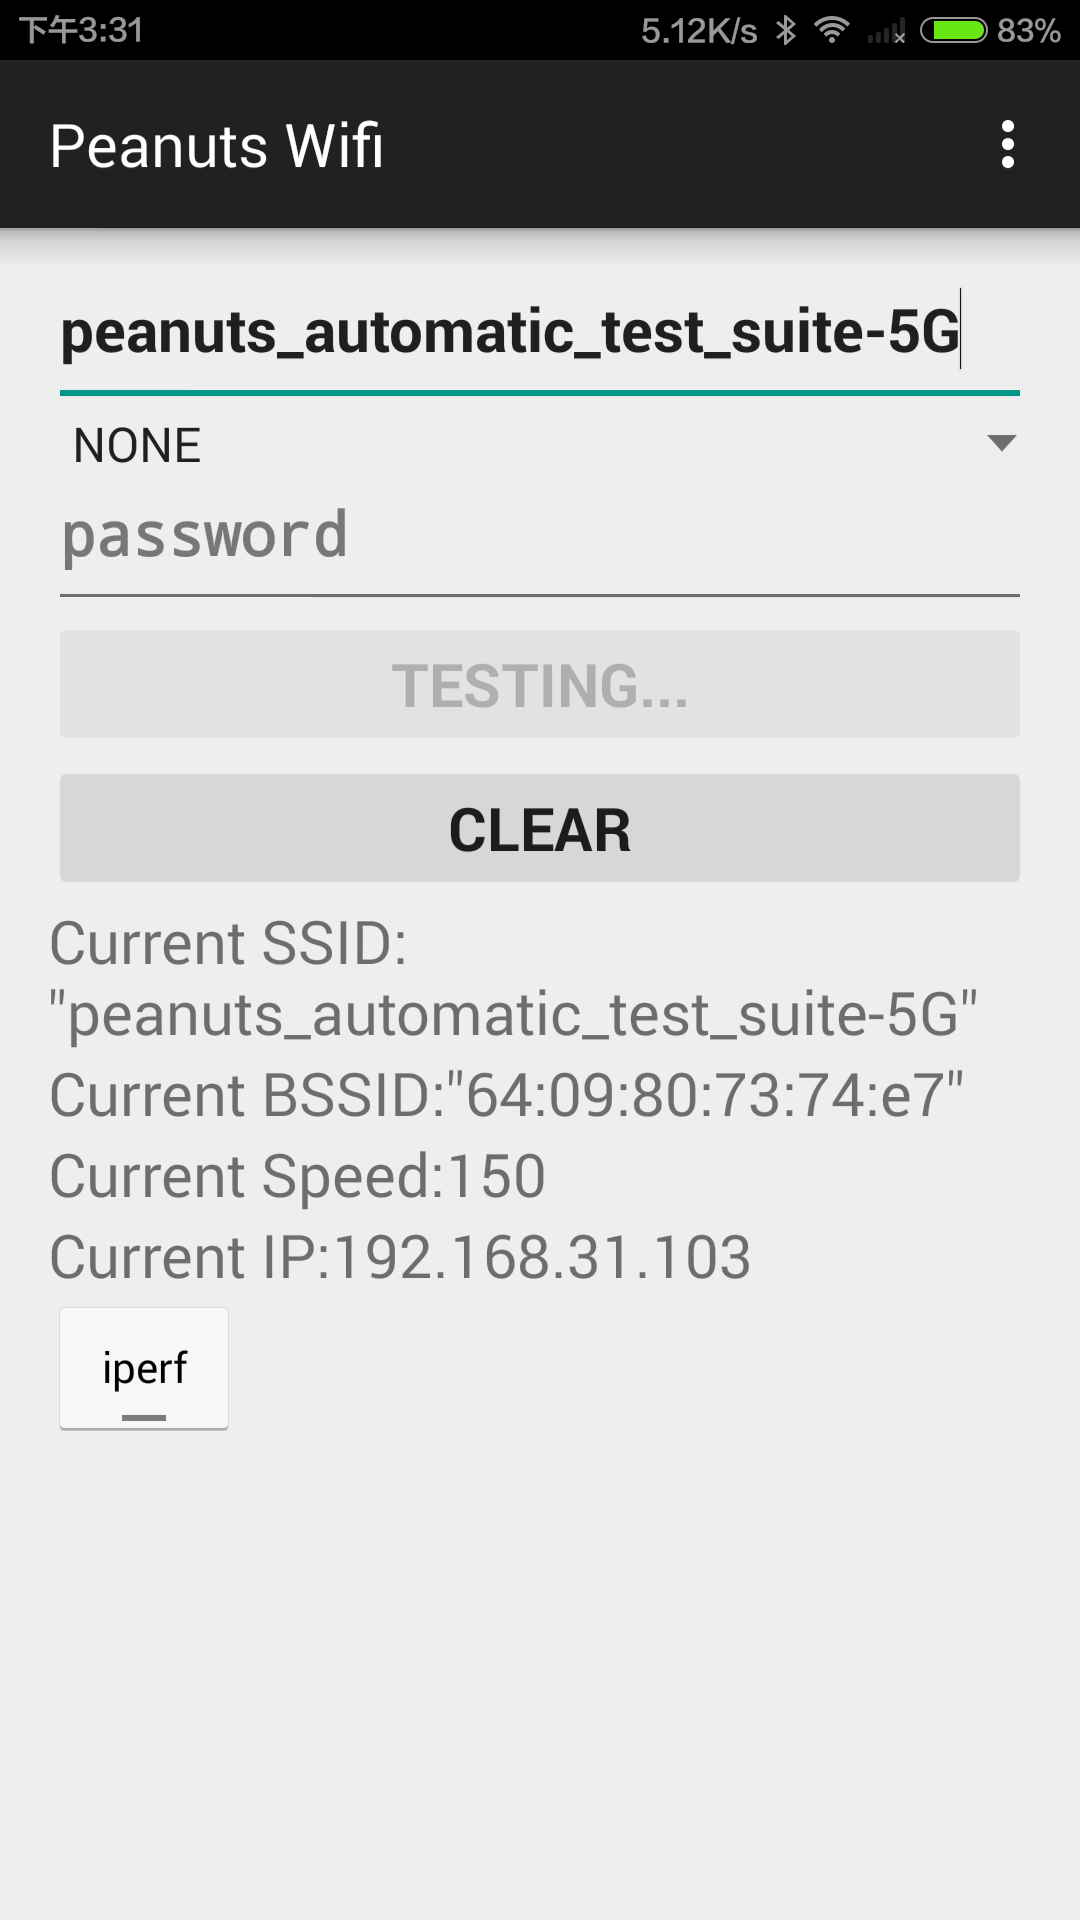 下午3:31 5.12K/s 83%
Peanuts Wifi
peanuts_automatic_test_suite-5G
NONE
password
TESTING...
CLEAR
Current SSID:
"peanuts_automatic_test_suite-5G"
Current BSSID:"64:09:80:73:74:e7"
Current Speed:150
Current IP:192.168.31.103
iperf